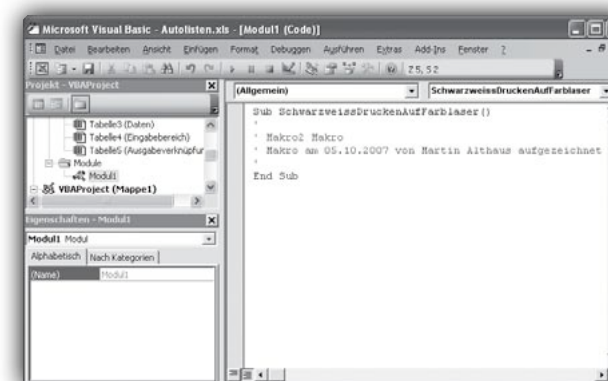 Microsoft Visual Basic - Autolisten.xls - [Modul1 (Code)]
Datei Bearbeiten Ansicht Einfügen Format Debuggen Ausführen Extras Add-Ins Fenster ?
Z5, S2
Projekt - VBAProject
Tabelle3 (Daten)
Tabelle4 (Eingabebereich)
Tabelle5 (Ausgabeverknüpfur
Module
Modul1
VBAProject (Mappe1)
Eigenschaften - Modul1
Modul1 Modul
Alphabetisch Nach Kategorien
(Name) Modul1
(Allgemein) SchwarzweissDruckenAufFarblaser
Sub SchwarzweissDruckenAufFarblaser()
'
' Makro2 Makro
' Makro am 05.10.2007 von Martin Althaus aufgezeichnet
'
End Sub